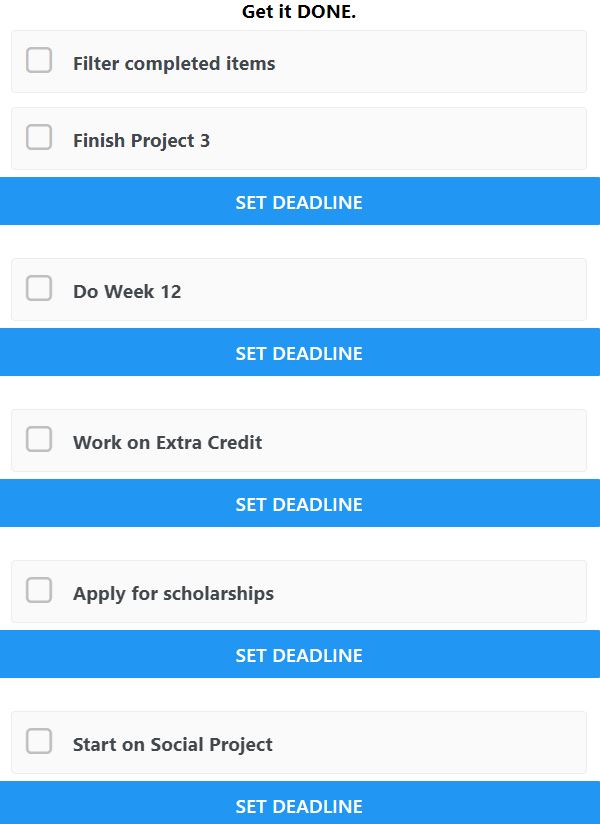 Get it DONE.
Filter completed items
Finish Project 3
SET DEADLINE
Do Week 12
SET DEADLINE
Work on Extra Credit
SET DEADLINE
Apply for scholarships
SET DEADLINE
Start on Social Project
SET DEADLINE